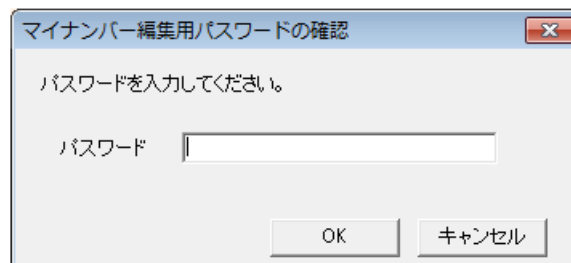 マイナンバー編集用パスワードの確認
パスワードを入力してください。
パスワード
OK キャンセル